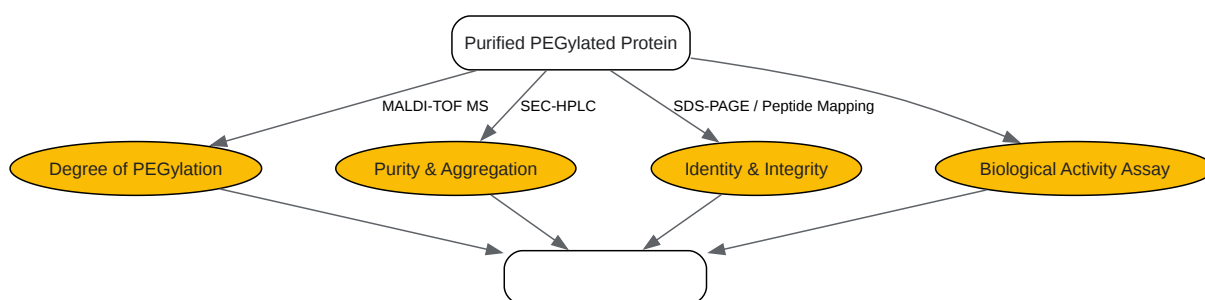 Purified PEGylated Protein
MALDI-TOF MS
SEC-HPLC
SDS-PAGE / Peptide Mapping
Degree of PEGylation
Purity & Aggregation
Identity & Integrity
Biological Activity Assay